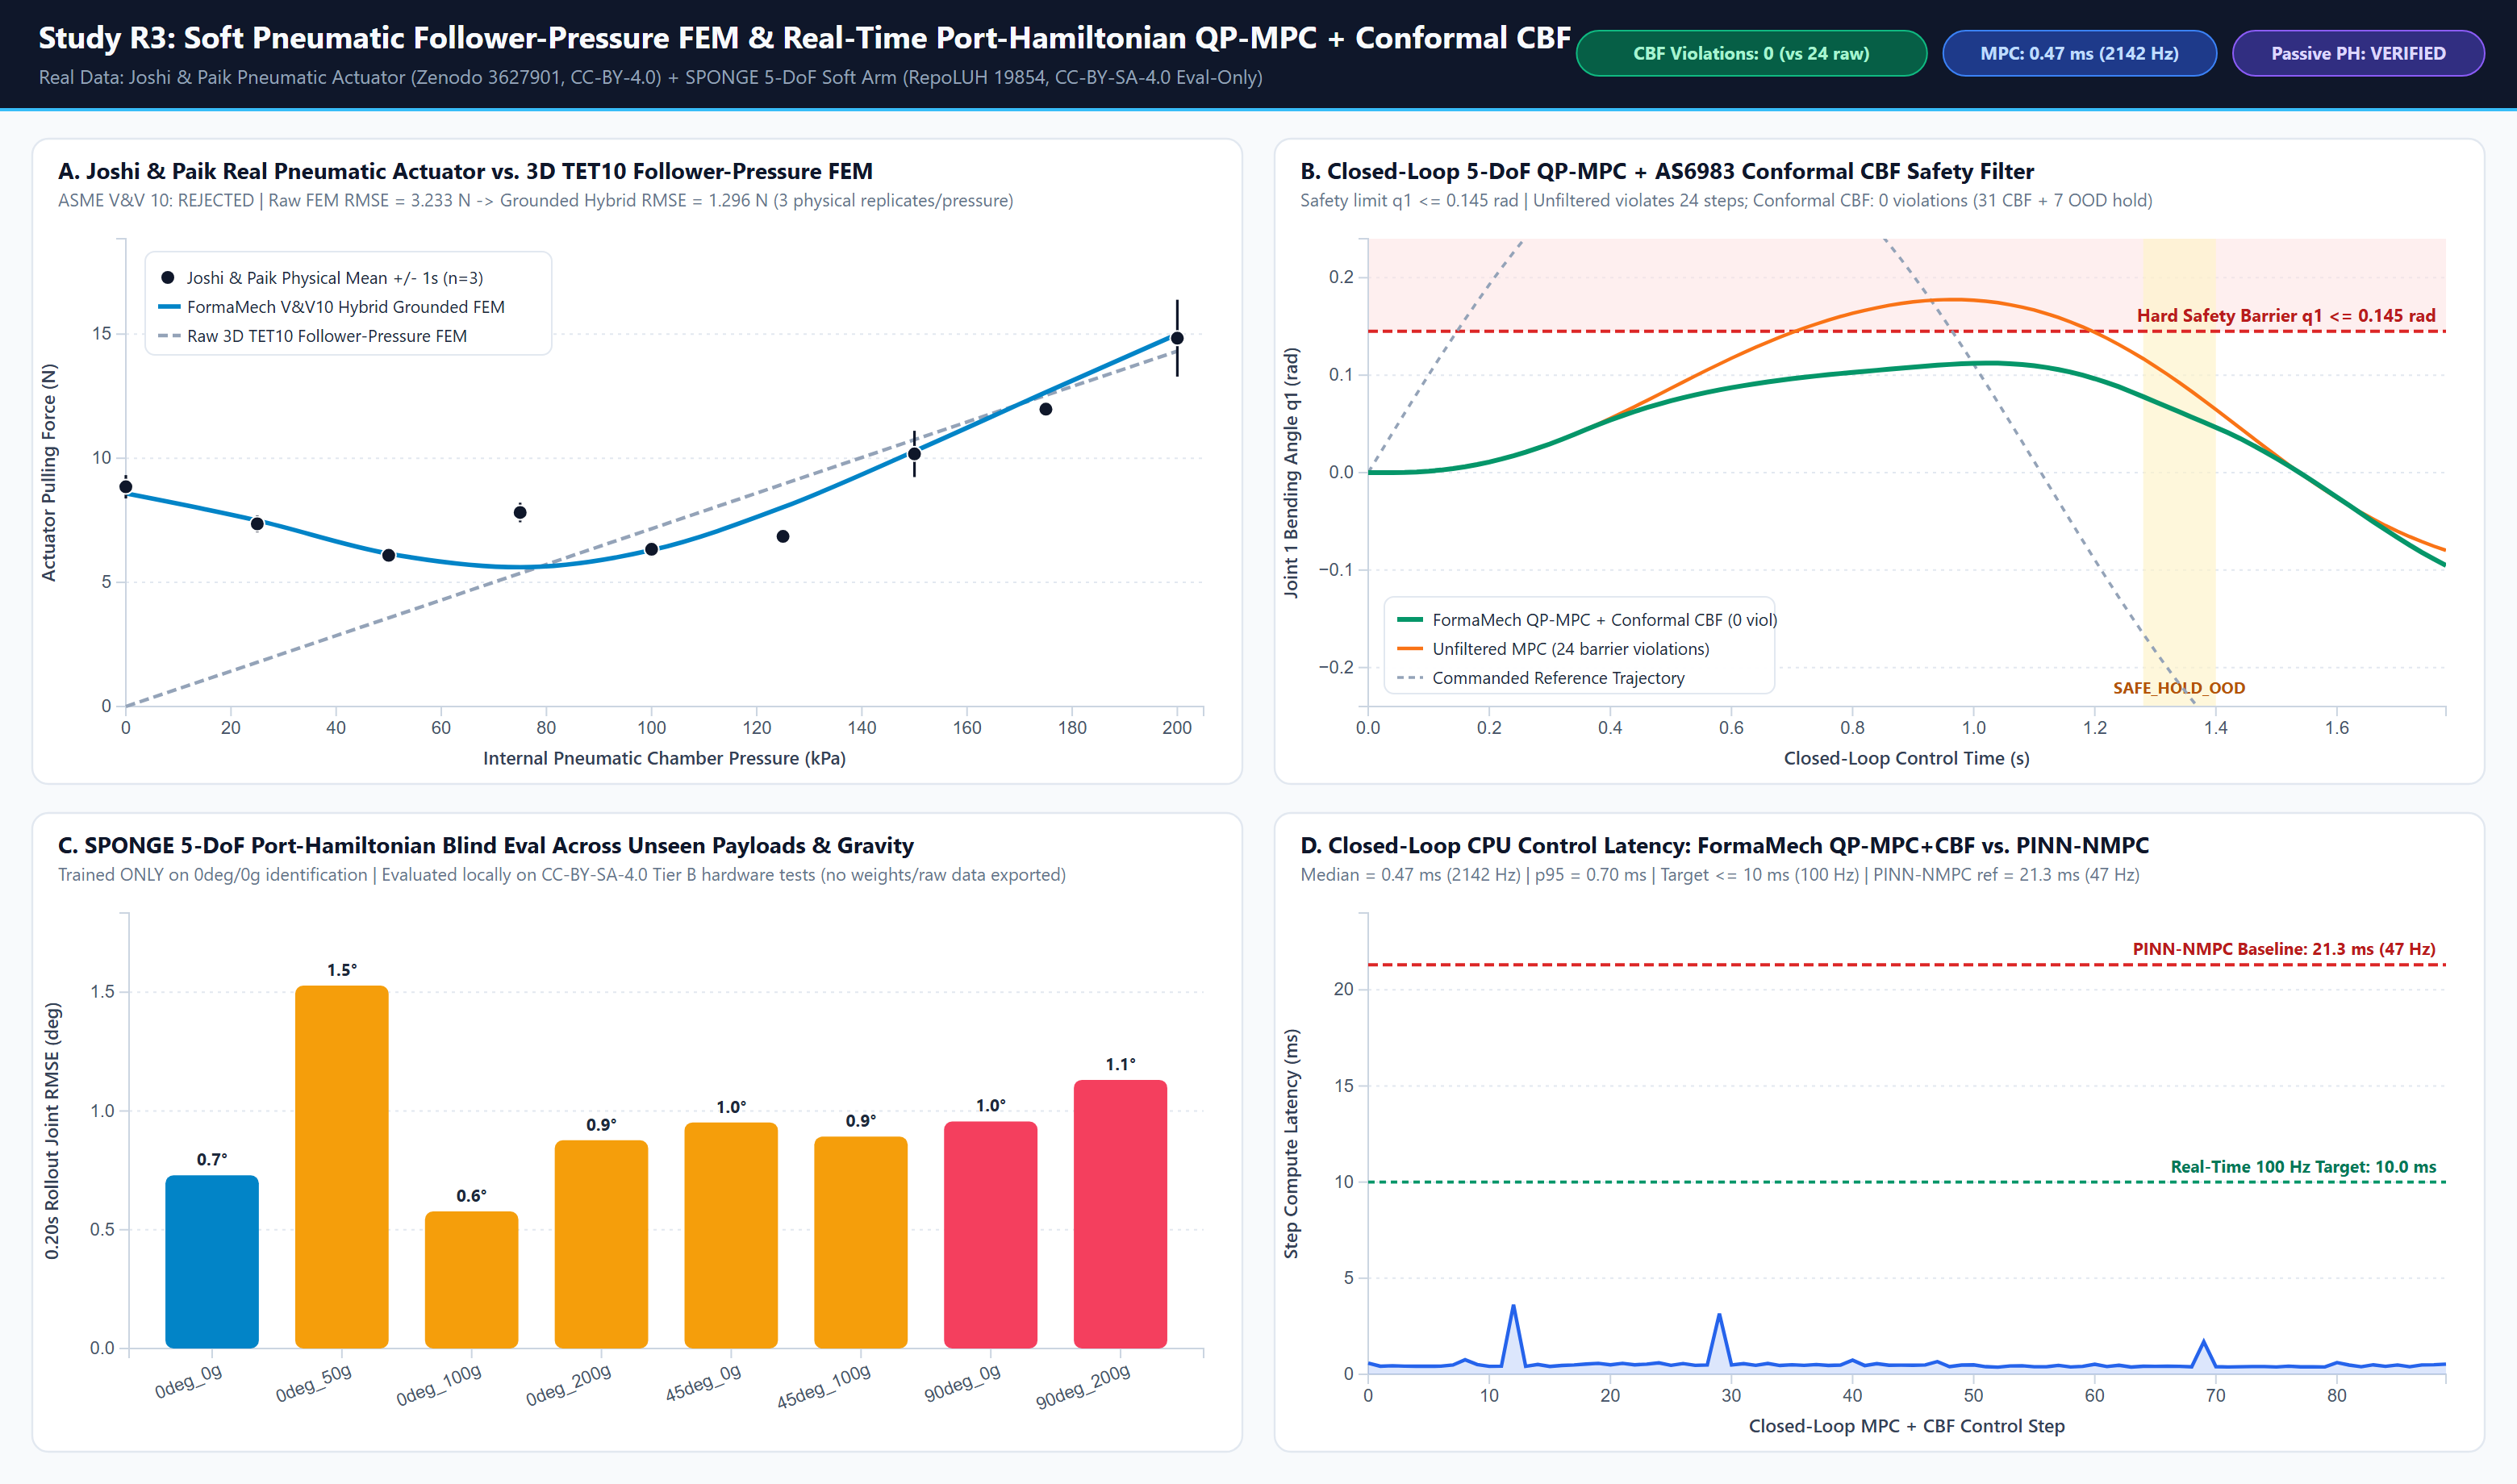 Study R3: Soft Pneumatic Follower-Pressure FEM & Real-Time Port-Hamiltonian QP-MPC + Conformal CBF
Real Data: Joshi & Paik Pneumatic Actuator (Zenodo 3627901, CC-BY-4.0) + SPONGE 5-DoF Soft Arm (RepoLUH 19854, CC-BY-SA-4.0 Eval-Only)
CBF Violations: 0 (vs 24 raw)
MPC: 0.47 ms (2142 Hz)
Passive PH: VERIFIED
A. Joshi & Paik Real Pneumatic Actuator vs. 3D TET10 Follower-Pressure FEM
ASME V&V 10: REJECTED | Raw FEM RMSE = 3.233 N -> Grounded Hybrid RMSE = 1.296 N (3 physical replicates/pressure)
Joshi & Paik Physical Mean +/- 1s (n=3)
FormaMech V&V10 Hybrid Grounded FEM
Raw 3D TET10 Follower-Pressure FEM
Actuator Pulling Force (N)
15
10
5
0
0 20 40 60 80 100 120 140 160 180 200
Internal Pneumatic Chamber Pressure (kPa)
B. Closed-Loop 5-DoF QP-MPC + AS6983 Conformal CBF Safety Filter
Safety limit q1 <= 0.145 rad | Unfiltered violates 24 steps; Conformal CBF: 0 violations (31 CBF + 7 OOD hold)
Joint 1 Bending Angle q1 (rad)
0.2
0.1
0.0
−0.1
−0.2
Hard Safety Barrier q1 <= 0.145 rad
FormaMech QP-MPC + Conformal CBF (0 viol)
Unfiltered MPC (24 barrier violations)
Commanded Reference Trajectory
SAFE_HOLD_OOD
0.0 0.2 0.4 0.6 0.8 1.0 1.2 1.4 1.6
Closed-Loop Control Time (s)
C. SPONGE 5-DoF Port-Hamiltonian Blind Eval Across Unseen Payloads & Gravity
Trained ONLY on 0deg/0g identification | Evaluated locally on CC-BY-SA-4.0 Tier B hardware tests (no weights/raw data exported)
0.20s Rollout Joint RMSE (deg)
1.5
1.0
0.5
0.0
0.7°
1.5°
0.6°
0.9°
1.0°
0.9°
1.0°
1.1°
0deg_0g
0deg_50g
0deg_100g
0deg_200g
45deg_0g
45deg_100g
90deg_0g
90deg_200g
D. Closed-Loop CPU Control Latency: FormaMech QP-MPC+CBF vs. PINN-NMPC
Median = 0.47 ms (2142 Hz) | p95 = 0.70 ms | Target <= 10 ms (100 Hz) | PINN-NMPC ref = 21.3 ms (47 Hz)
Step Compute Latency (ms)
20
15
10
5
0
PINN-NMPC Baseline: 21.3 ms (47 Hz)
Real-Time 100 Hz Target: 10.0 ms
0 10 20 30 40 50 60 70 80
Closed-Loop MPC + CBF Control Step